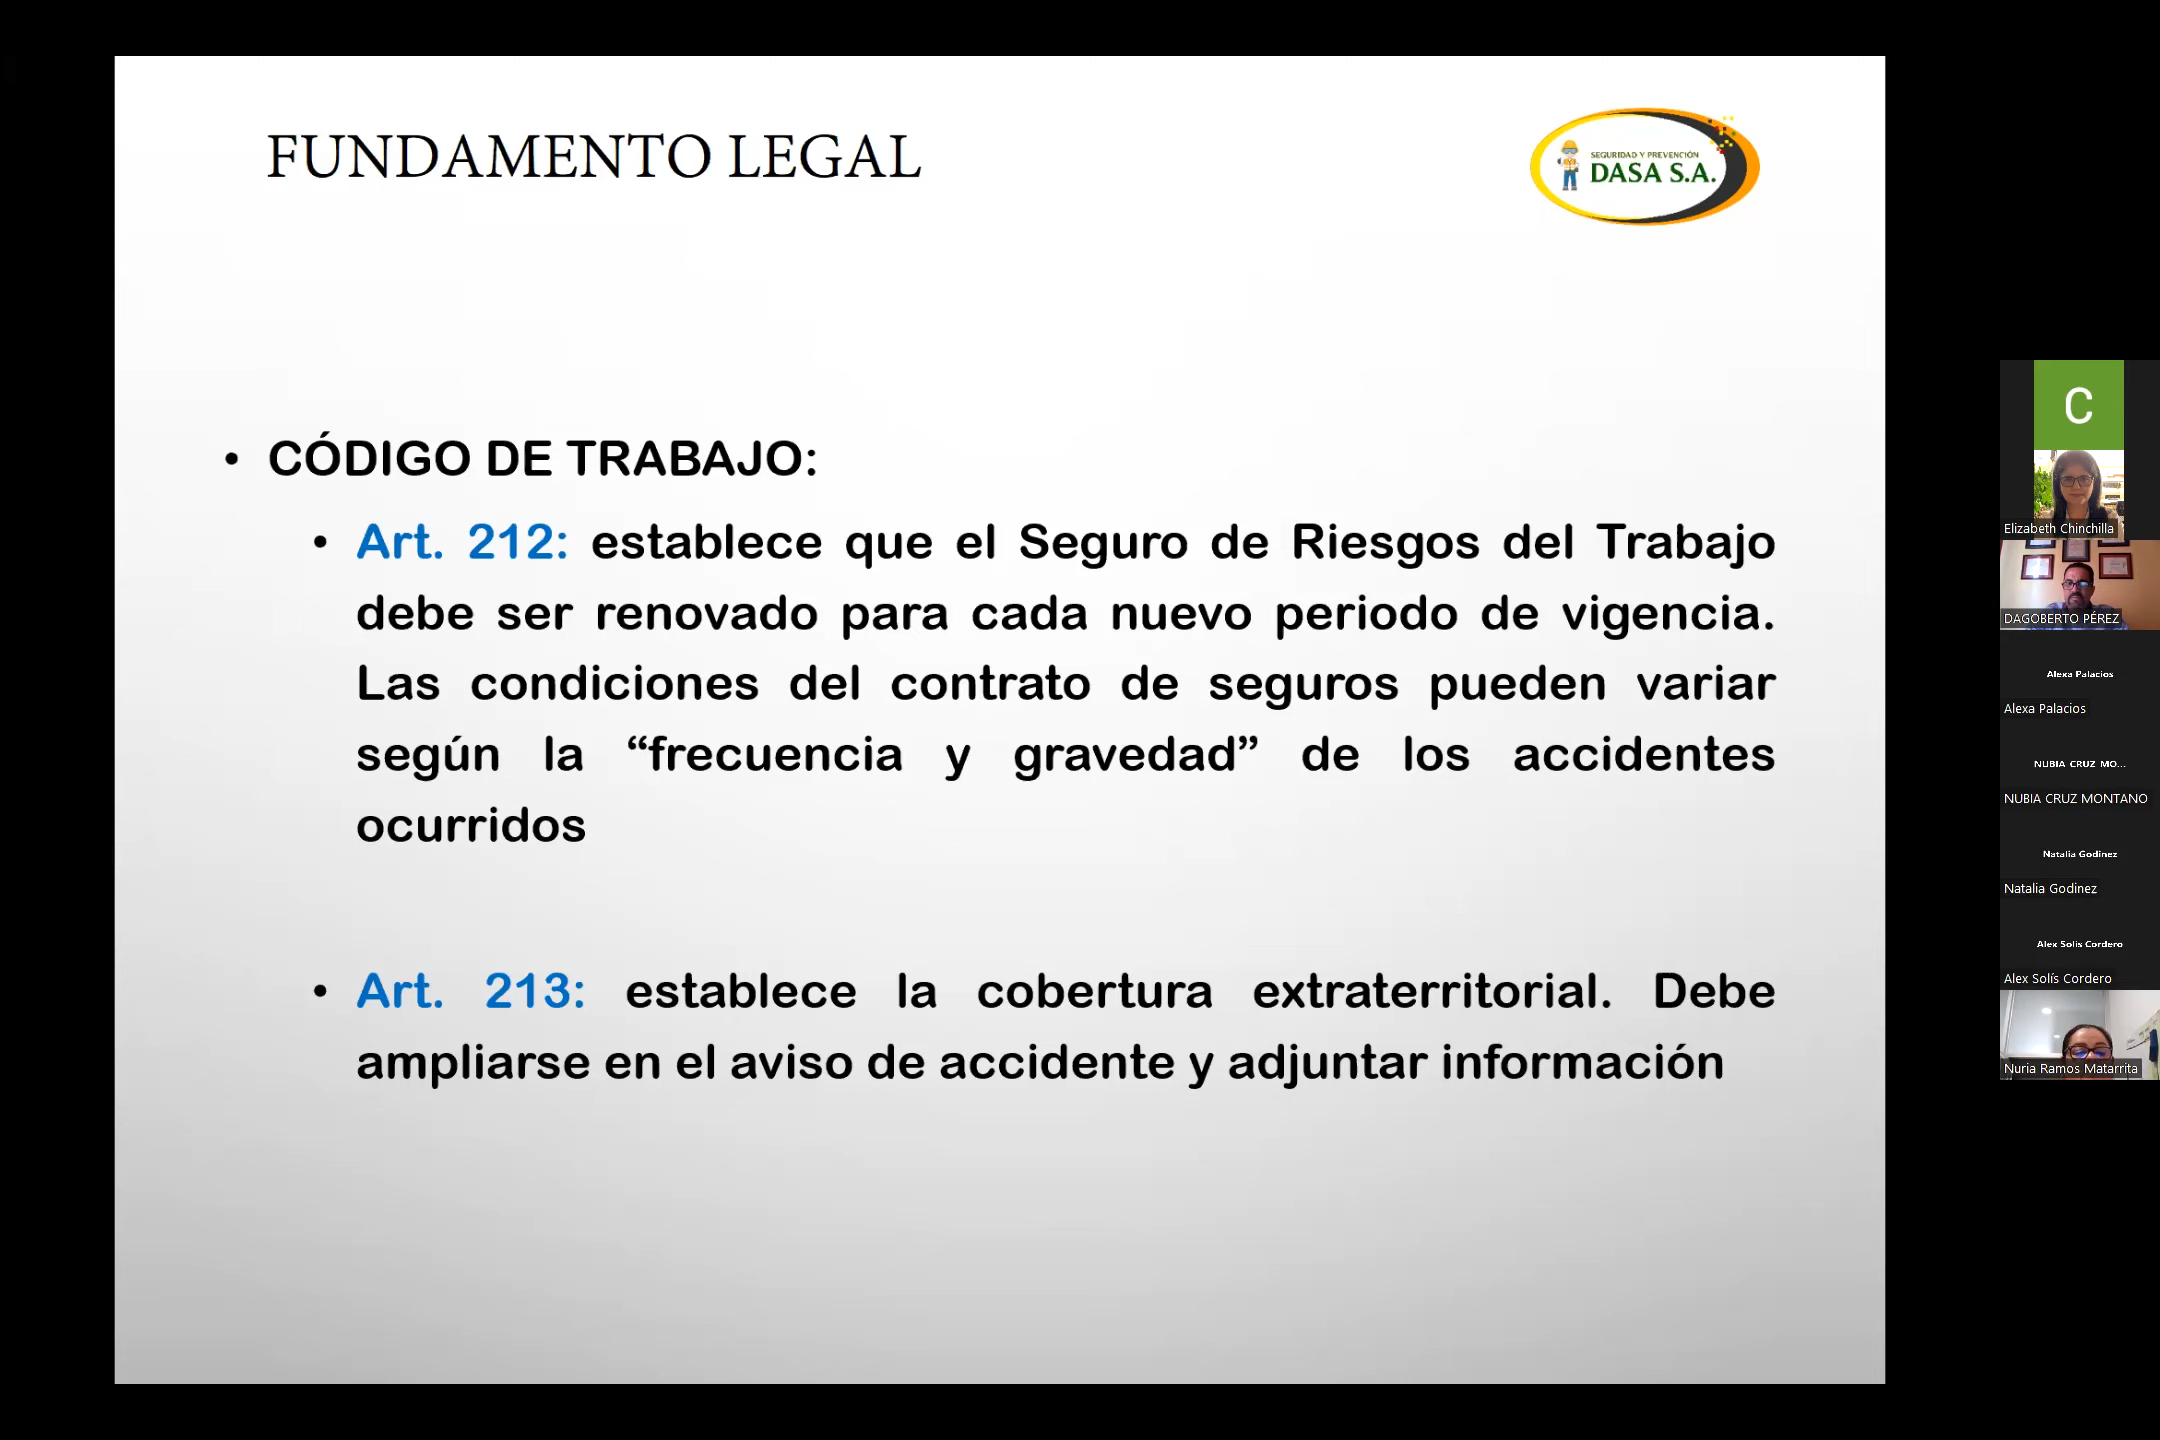 FUNDAMENTO LEGAL
SEGURIDAD Y PREVENCIÓN
DASA S.A.
• CÓDIGO DE TRABAJO:
• Art. 212: establece que el Seguro de Riesgos del Trabajo
debe ser renovado para cada nuevo periodo de vigencia.
Las condiciones del contrato de seguros pueden variar
según la “frecuencia y gravedad” de los accidentes
ocurridos
• Art. 213: establece la cobertura extraterritorial. Debe
ampliarse en el aviso de accidente y adjuntar información
C
Elizabeth Chinchilla
DAGOBERTO PÉREZ
Alexa Palacios
Alexa Palacios
NUBIA CRUZ MO...
NUBIA CRUZ MONTANO
Natalia Godinez
Natalia Godinez
Alex Solís Cordero
Alex Solís Cordero
Nuria Ramos Matarrita